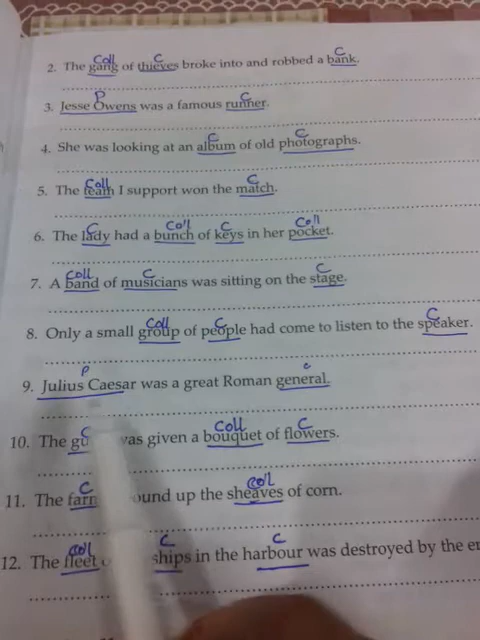 Coll C C
2. The gang of thieves broke into and robbed a bank.
P C
3. Jesse Owens was a famous runner.
C C
4. She was looking at an album of old photographs.
Coll C
5. The team I support won the match.
C Coll C Coll
6. The lady had a bunch of keys in her pocket.
Coll C C
7. A band of musicians was sitting on the stage.
Coll C C
8. Only a small group of people had come to listen to the speaker.
P c
9. Julius Caesar was a great Roman general.
C Coll C
10. The was given a bouquet of flowers.
C coll
11. The up the sheaves of corn.
col C C
12. The fleet ships in the harbour was destroyed by the